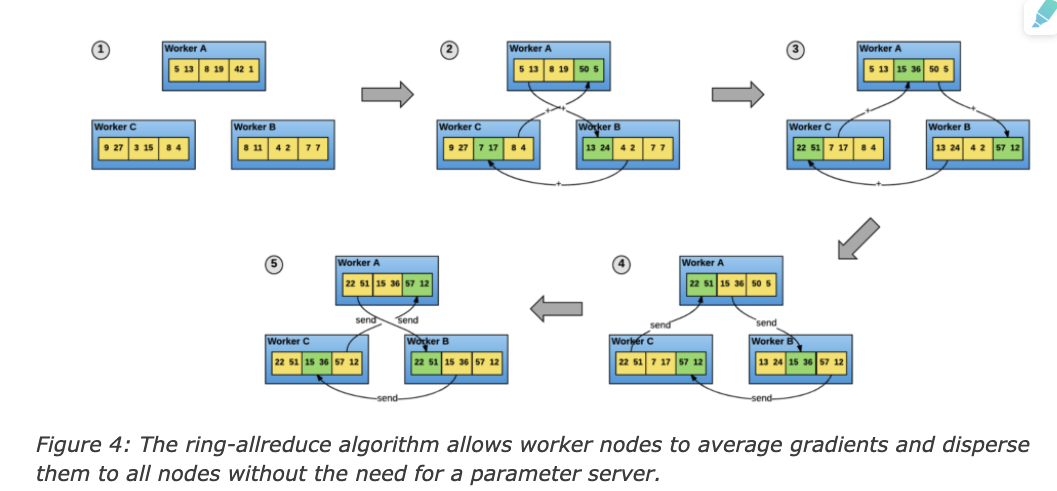 1
Worker A
5 13 8 19 42 1
Worker C
9 27 3 15 8 4
Worker B
8 11 4 2 7 7
2
Worker A
5 13 8 19 50 5
+ +
Worker C
9 27 7 17 8 4
Worker B
13 24 4 2 7 7
+
3
Worker A
5 13 15 36 50 5
+ +
Worker C
22 51 7 17 8 4
Worker B
13 24 4 2 57 12
+
5
Worker A
22 51 15 36 57 12
send send
Worker C
22 51 15 36 57 12
Worker B
22 51 15 36 57 12
send
4
Worker A
22 51 15 36 50 5
send send
Worker C
22 51 7 17 57 12
Worker B
13 24 15 36 57 12
send
Figure 4: The ring-allreduce algorithm allows worker nodes to average gradients and disperse
them to all nodes without the need for a parameter server.